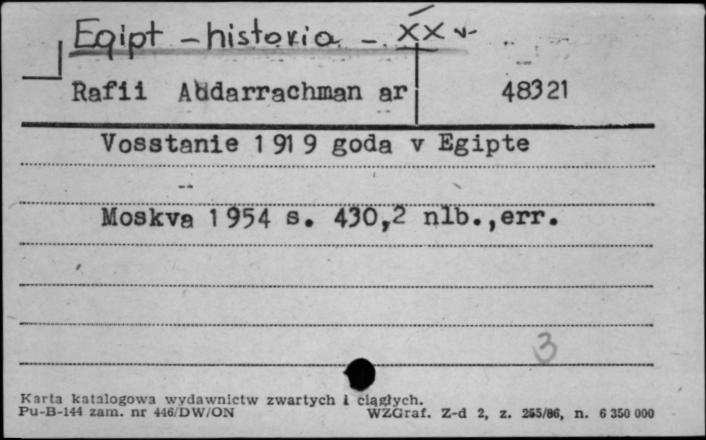 Egipt - historia - XX w.
Rafii Abdarrachman ar 48321
Vosstanie 1919 goda v Egipte
Moskva 1954 s. 430,2 nlb.,err.
3
Karta katalogowa wydawnictw zwartych i ciągłych.
Pu-B-144 zam. nr 446/DW/ON WZGraf. Z-d 2, z. 255/86, n. 6 350 000